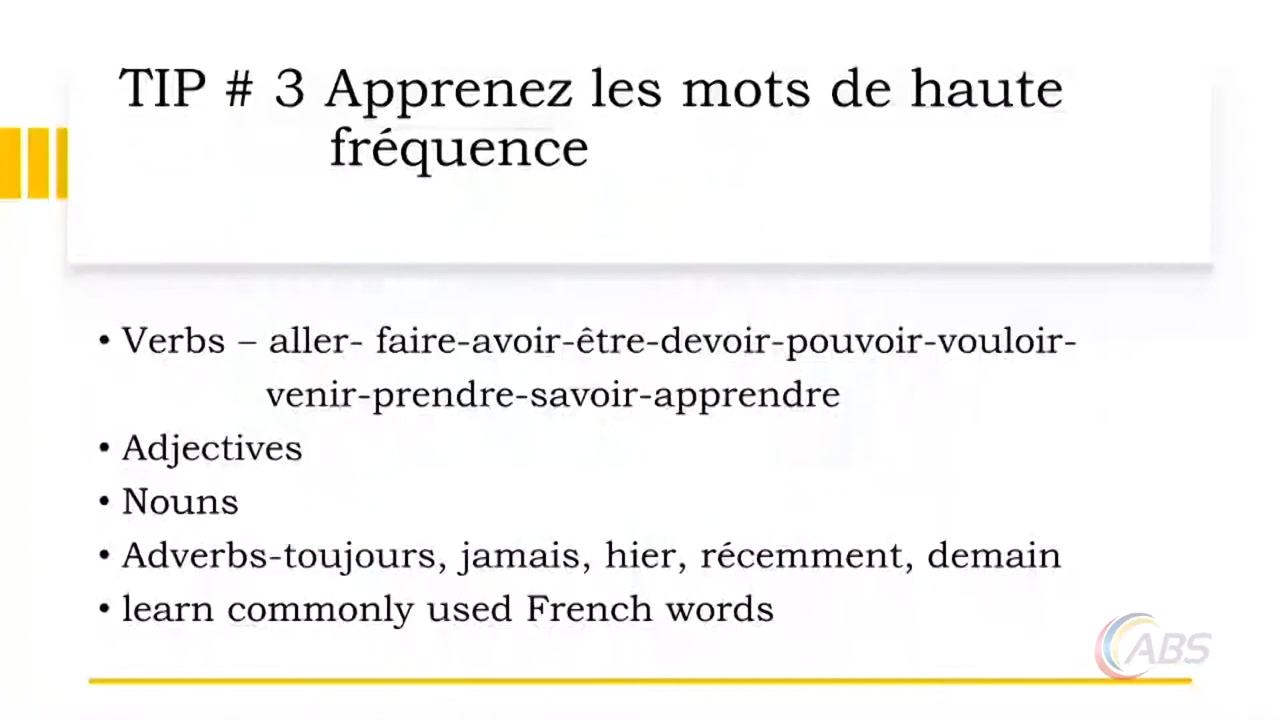 TIP # 3 Apprenez les mots de haute
fréquence
• Verbs – aller- faire-avoir-être-devoir-pouvoir-vouloir-
venir-prendre-savoir-apprendre
• Adjectives
• Nouns
• Adverbs-toujours, jamais, hier, récemment, demain
• learn commonly used French words
ABS